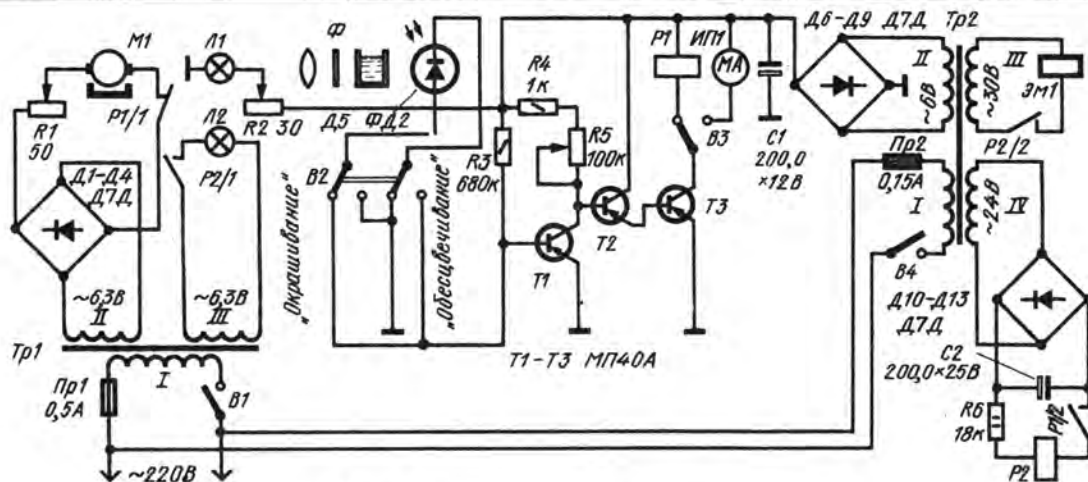 М1
Л1
Ф
Р1
ИП1
Д6-Д9
Д7Д
Тр2
R4
1к
МА
II
~6В
~30В
III
Эм1
Р1/1
Л2
R1
50
R2
30
Д5
ФД2
R5
100к
В3
С1
200,0
×12В
Пр2
0,15А
Р2/2
Д1-Д4
Д7Д
Р2/1
В2
R3
680к
Т2
Т3
I
~24В
IV
„Окрашивание"
„Обесцвечивание"
Т1
В4
Д10-Д13
Д7Д
~6,3В
II
~6,3В
III
Тр1
Т1-Т3 МП40А
С2
200,0×25В
I
Пр1
0,5А
В1
R6
18к
Р1/2
~220В
Р2